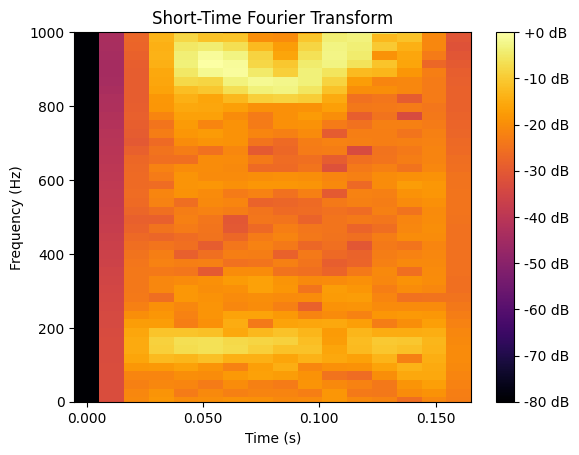 Short-Time Fourier Transform
1000
800
600
400
200
0
Frequency (Hz)
0.000
0.050
0.100
0.150
Time (s)
+0 dB
-10 dB
-20 dB
-30 dB
-40 dB
-50 dB
-60 dB
-70 dB
-80 dB